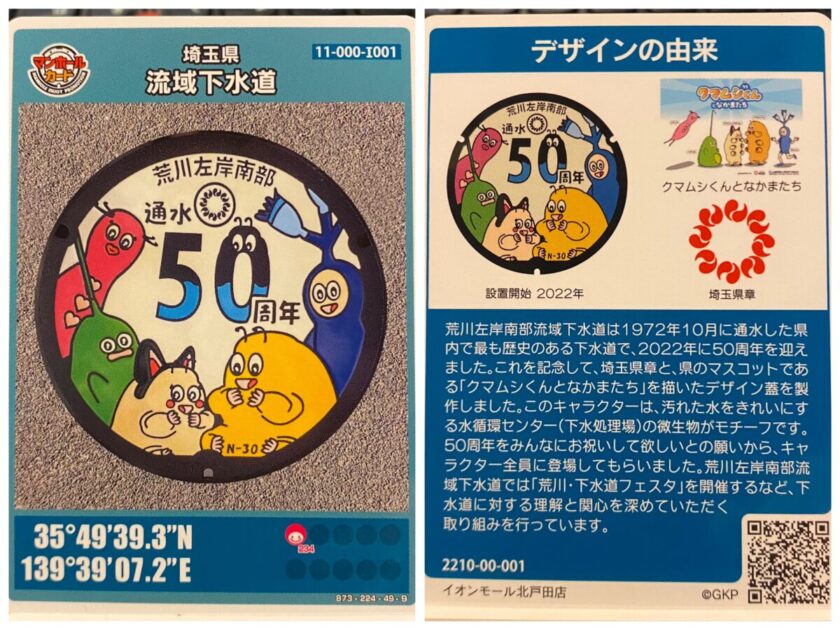 マンホール
カード
埼玉県
流域下水道
11-000-I001
荒川左岸南部
通水
50
周年
N-30
35°49'39.3"N
139°39'07.2"E
234
B73-224-49-9
デザインの由来
荒川左岸南部
通水
50
周年
N-30
設置開始 2022年
クマムシくん
となかまたち
クマムシくんとなかまたち
埼玉県章
荒川左岸南部流域下水道は1972年10月に通水した県
内で最も歴史のある下水道で、2022年に50周年を迎え
ました。これを記念して、埼玉県章と、県のマスコットであ
る「クマムシくんとなかまたち」を描いたデザイン蓋を
製作しました。このキャラクターは、汚れた水をきれいにす
る水循環センター(下水処理場)の微生物がモチーフです。
50周年をみんなにお祝いして欲しいとの願いから、キャ
ラクター全員に登場してもらいました。荒川左岸南部流
域下水道では「荒川・下水道フェスタ」を開催するなど、下
水道に対する理解と関心を深めていただく
取り組みを行っています。
2210-00-001
イオンモール北戸田店
©GKP